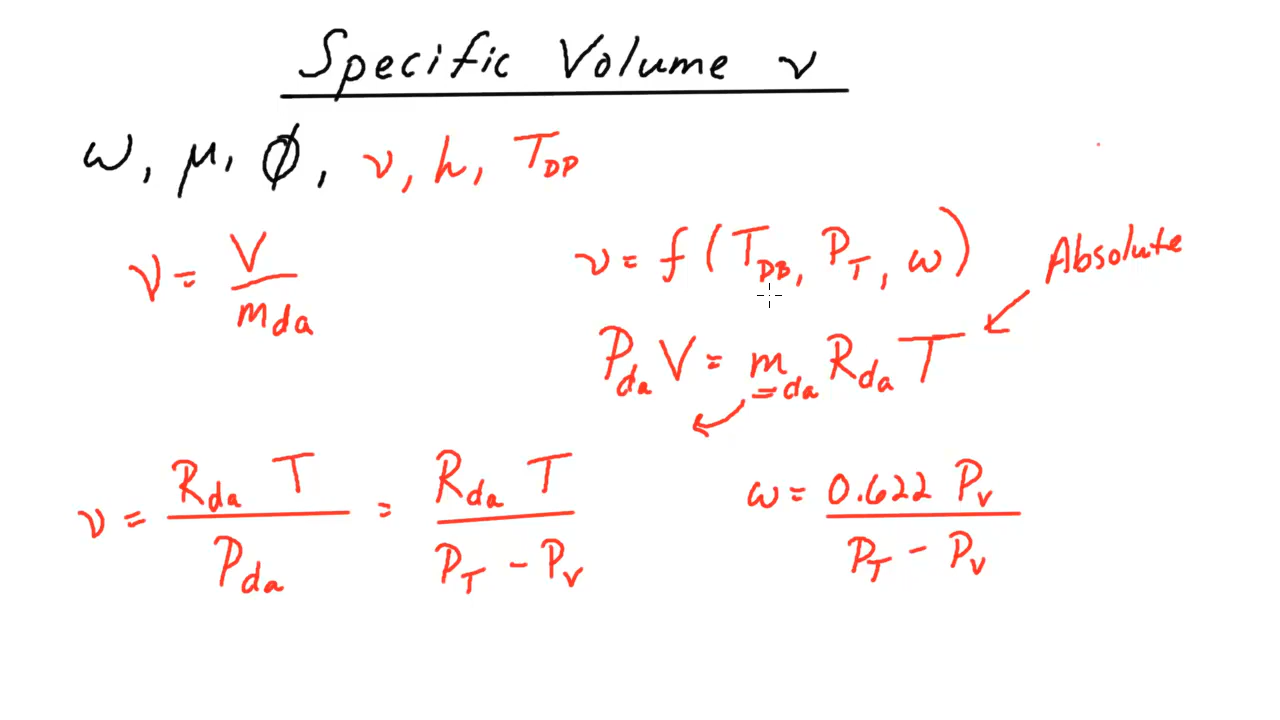 Specific Volume ν
ω, μ, ϕ, ν, h, T_DP
ν = V / m_da
ν = f(T_DB, P_T, ω)
Absolute
P_da V = m_da R_da T
ν = R_da T / P_da = R_da T / (P_T - P_v)
ω = 0.622 P_v / (P_T - P_v)